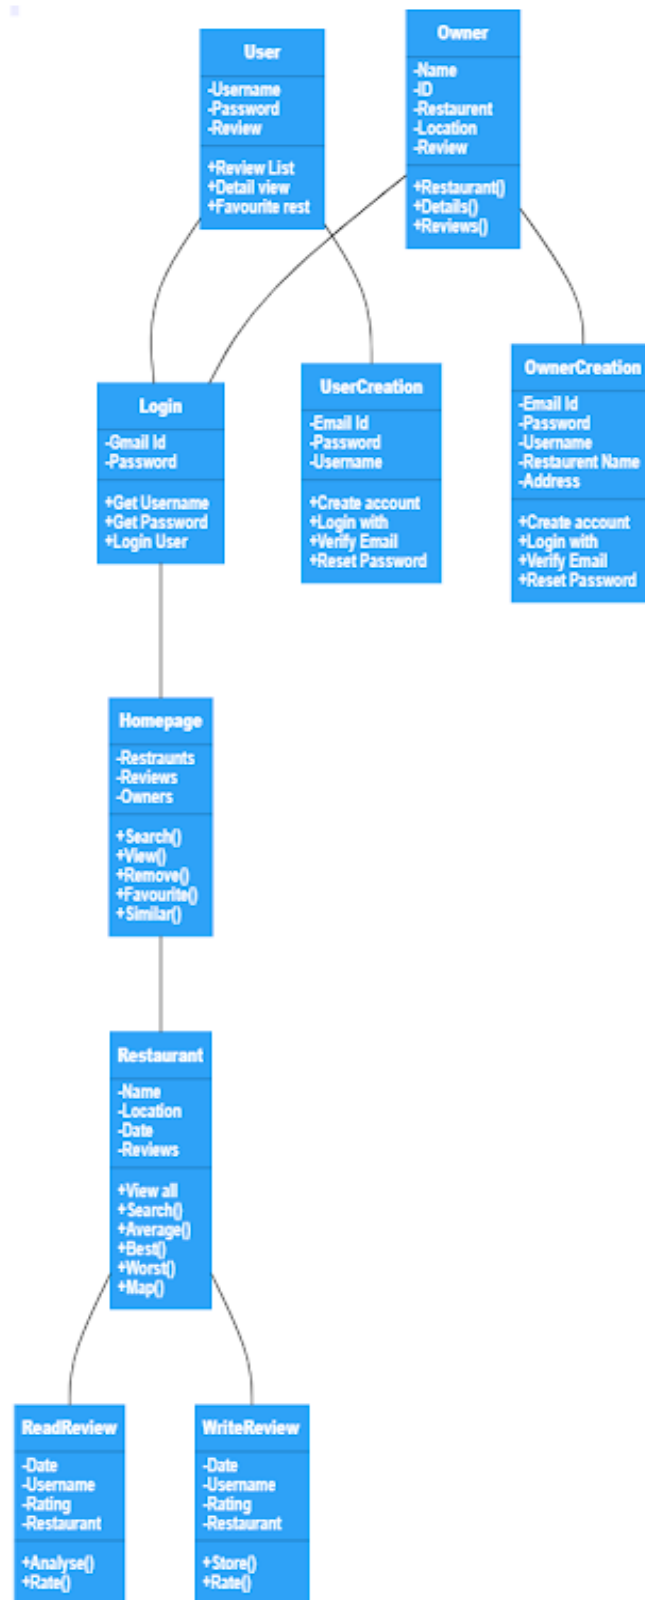 User
-Username
-Password
-Review
+Review List
+Detail view
+Favourite rest
Owner
-Name
-ID
-Restaurent
-Location
-Review
+Restaurant()
+Details()
+Reviews()
Login
-Gmail Id
-Password
+Get Username
+Get Password
+Login User
UserCreation
-Email Id
-Password
-Username
+Create account
+Login with
+Verify Email
+Reset Password
OwnerCreation
-Email Id
-Password
-Username
-Restaurent Name
-Address
+Create account
+Login with
+Verify Email
+Reset Password
Homepage
-Restraunts
-Reviews
-Owners
+Search()
+View()
+Remove()
+Favourite()
+Similar()
Restaurant
-Name
-Location
-Date
-Reviews
+View all
+Search()
+Average()
+Best()
+Worst()
+Map()
ReadReview
-Date
-Username
-Rating
-Restaurant
+Analyse()
+Rate()
WriteReview
-Date
-Username
-Rating
-Restaurant
+Store()
+Rate()